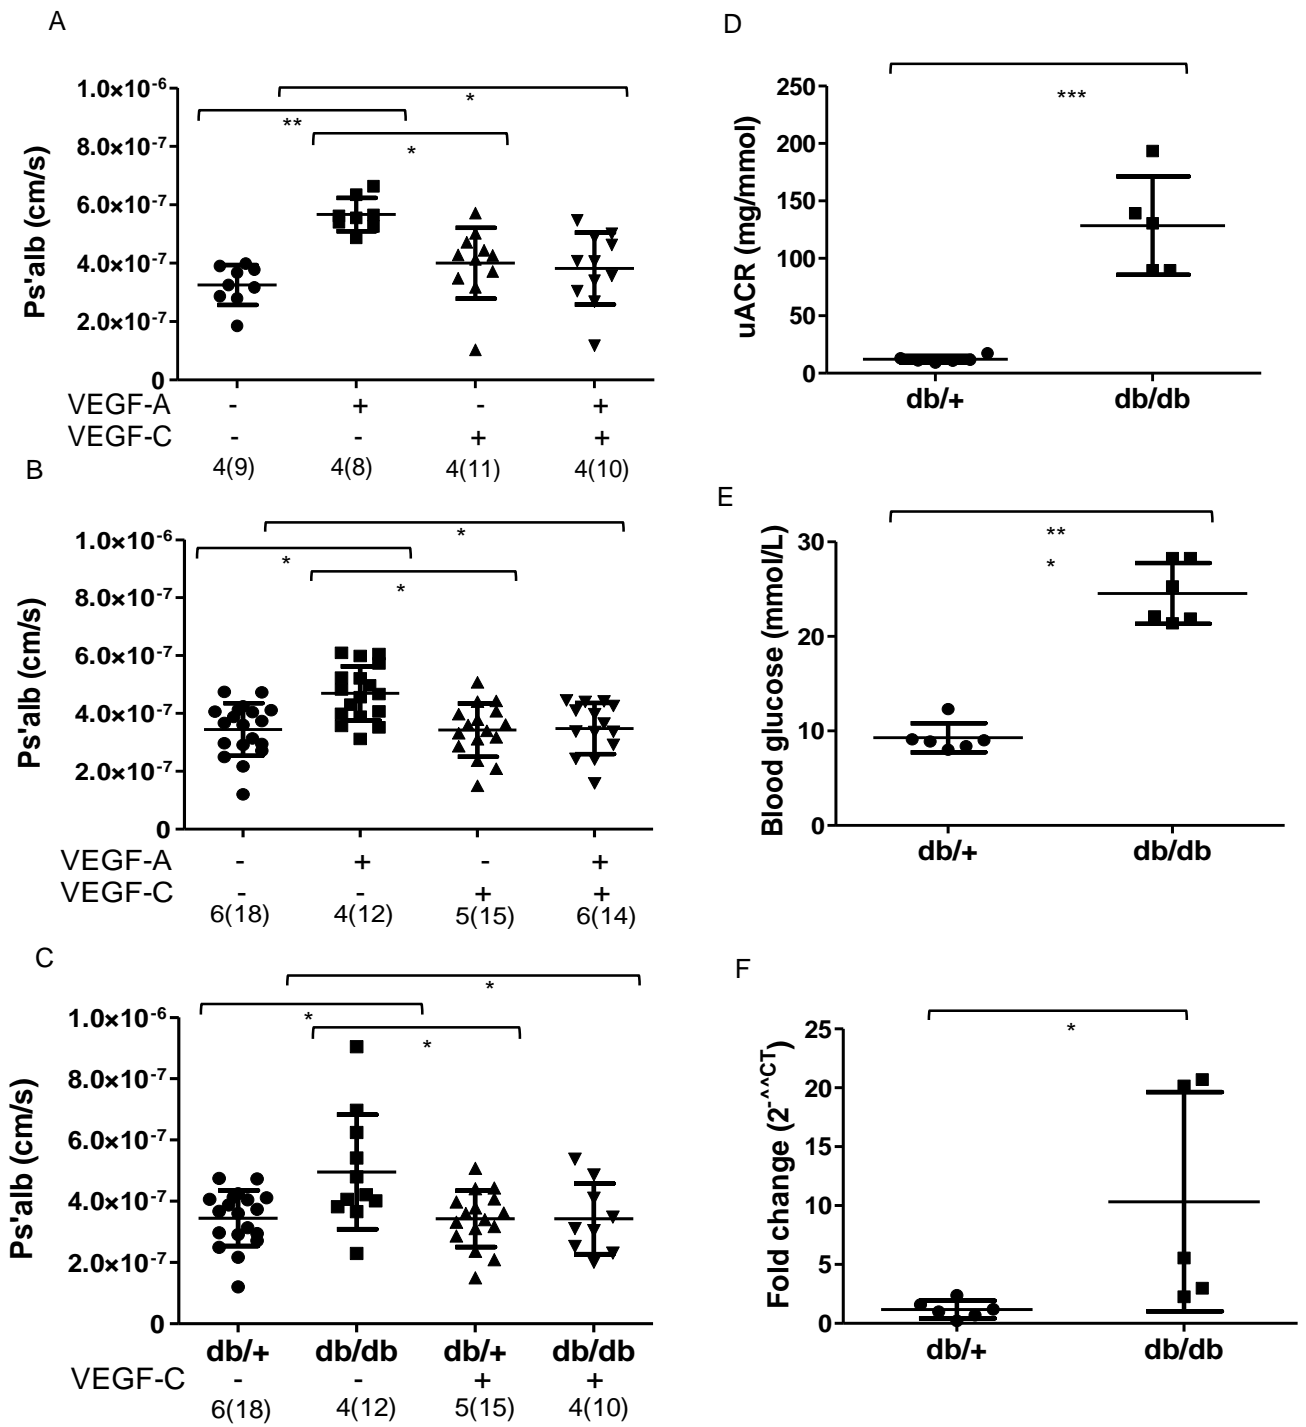 A
1.0×10-6
8.0×10-7
6.0×10-7
4.0×10-7
2.0×10-7
0
Ps'alb (cm/s)
*
**
*
VEGF-A - + - +
VEGF-C - - + +
4(9) 4(8) 4(11) 4(10)
B
1.0×10-6
8.0×10-7
6.0×10-7
4.0×10-7
2.0×10-7
0
Ps'alb (cm/s)
*
*
*
VEGF-A - + - +
VEGF-C - - + +
6(18) 4(12) 5(15) 6(14)
C
1.0×10-6
8.0×10-7
6.0×10-7
4.0×10-7
2.0×10-7
0
Ps'alb (cm/s)
*
*
*
db/+ db/db db/+ db/db
VEGF-C - - + +
6(18) 4(12) 5(15) 4(10)
D
250
200
150
100
50
0
uACR (mg/mmol)
***
db/+ db/db
E
30
20
10
0
Blood glucose (mmol/L)
**
*
db/+ db/db
F
25
20
15
10
5
0
Fold change (2-^^CT)
*
db/+ db/db